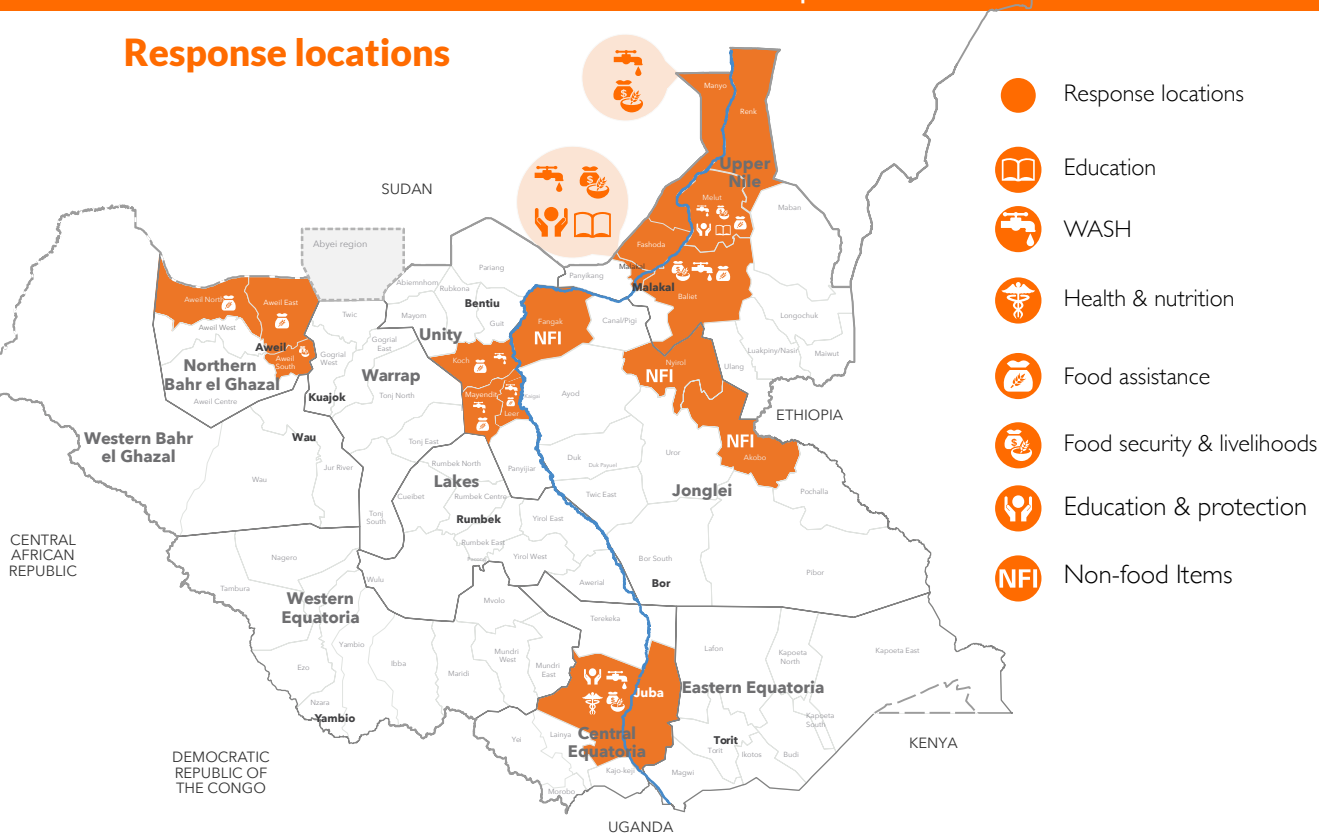 Response locations
Response locations
Education
WASH
Health & nutrition
Food assistance
Food security & livelihoods
Education & protection
NFI
Non-food Items
SUDAN
Abyei region
Manyo
Renk
Upper
Nile
Maban
Melut
Fashoda
Malakal
Malakal
Baliet
Panyikang
Pariang
Abiemnhom
Rubkona
Bentiu
Mayom
Guit
Unity
Fangak
NFI
Canal/Pigi
Longochuk
Luakpiny/Nasir
Maiwut
Ulang
Nyirol
NFI
ETHIOPIA
NFI
Akobo
Aweil North
Aweil East
Aweil West
Aweil
Aweil
South
Northern
Bahr el Ghazal
Aweil Centre
Twic
Gogrial
West
Gogrial
East
Warrap
Kuajok
Tonj North
Koch
Mayendit
Leer
Ayod
Western Bahr
el Ghazal
Wau
Wau
Jur River
Tonj East
Tonj
South
Rumbek North
Lakes
Cueibet
Rumbek Centre
Rumbek
Rumbek East
Panyijiar
Yirol East
Yirol West
Awerial
Duk
Duk Payuel
Twic East
Uror
Jonglei
Pochalla
Pibor
Bor South
Bor
CENTRAL
AFRICAN
REPUBLIC
Nagero
Tambura
Western
Equatoria
Wulu
Mvolo
Yambio
Ezo
Nzara
Yambio
Ibba
Maridi
Mundri
West
Mundri
East
Terekeka
Juba
Central
Equatoria
Yei
Lainya
Kajo-keji
Morobo
Lafon
Kapoeta
North
Kapoeta East
Eastern Equatoria
Kapoeta
South
Torit
Torit
Ikotos
Budi
Magwi
DEMOCRATIC
REPUBLIC OF
THE CONGO
UGANDA
KENYA